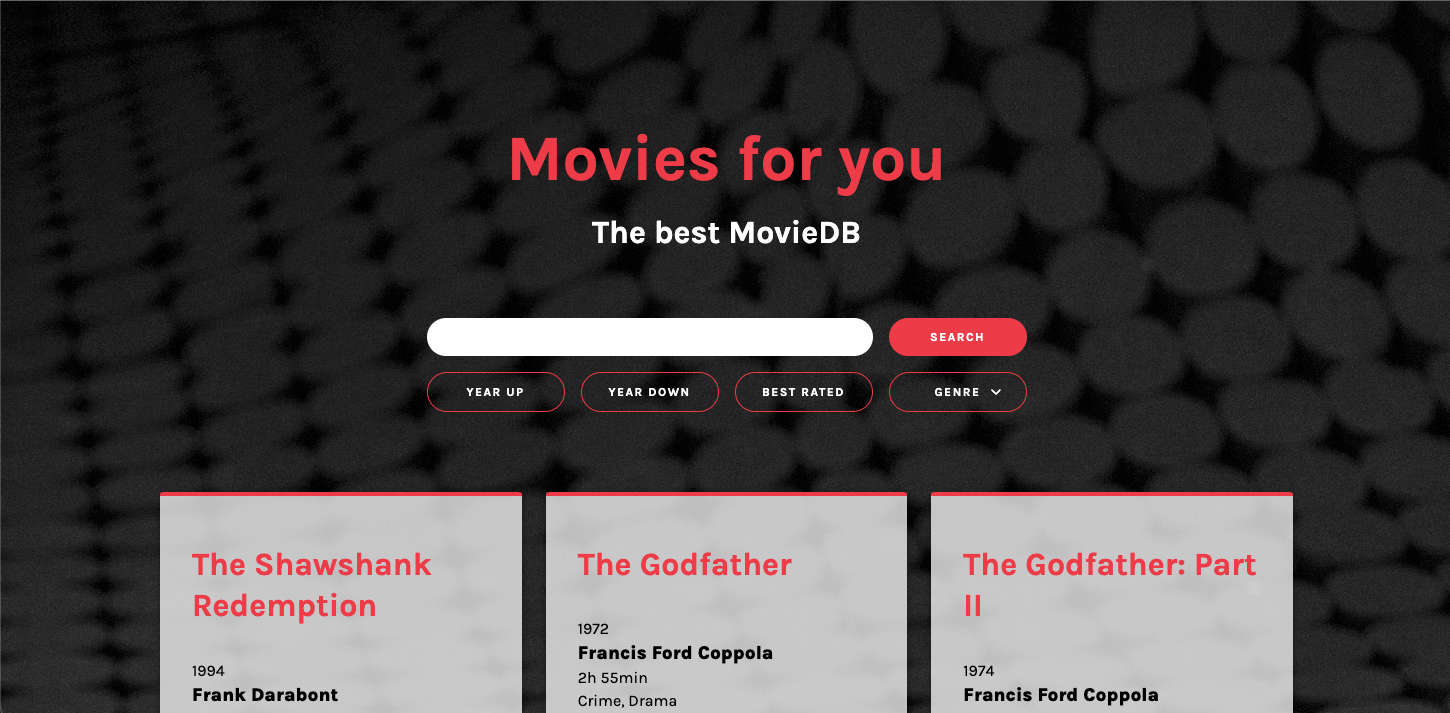 Movies for you
The best MovieDB
SEARCH
YEAR UP
YEAR DOWN
BEST RATED
GENRE
The Shawshank
Redemption
1994
Frank Darabont
The Godfather
1972
Francis Ford Coppola
2h 55min
Crime, Drama
The Godfather: Part
II
1974
Francis Ford Coppola